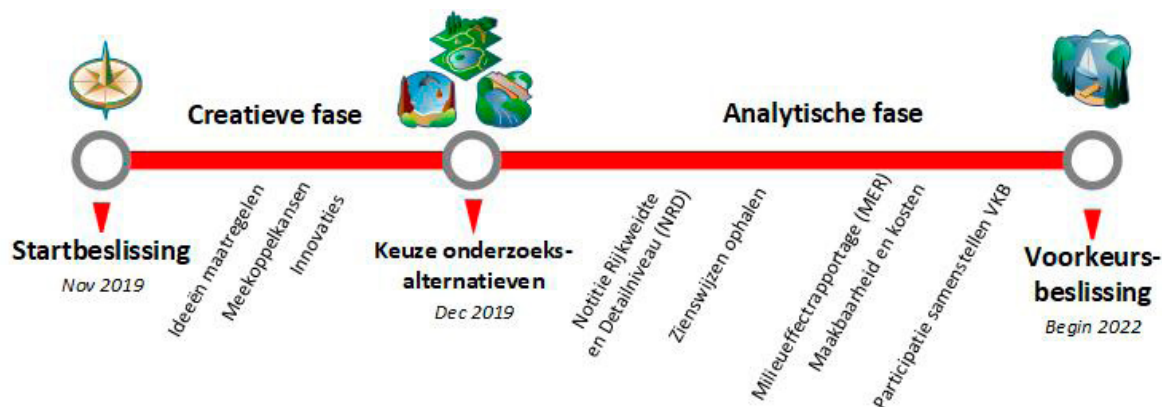 Creatieve fase
Analytische fase
Startbeslissing
Nov 2019
Ideeën maatregelen
Meekoppelkansen
Innovaties
Keuze onderzoeks-
alternatieven
Dec 2019
Notitie Rijkweidte
en Detailniveau (NRD)
Zienswijzen ophalen
Milieueffectrapportage (MER)
Maakbaarheid en kosten
Participatie samenstellen VKB
Voorkeurs-
beslissing
Begin 2022